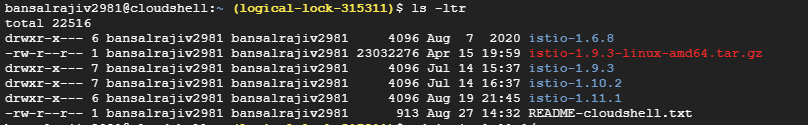 bansalrajiv2981@cloudshell:~ (logical-lock-315311)$ ls -ltr
total 22516
drwxr-x--- 6 bansalrajiv2981 bansalrajiv2981     4096 Aug  7  2020 istio-1.6.8
-rw-r--r-- 1 bansalrajiv2981 bansalrajiv2981 23032276 Apr 15 19:59 istio-1.9.3-linux-amd64.tar.gz
drwxr-x--- 7 bansalrajiv2981 bansalrajiv2981     4096 Jul 14 15:37 istio-1.9.3
drwxr-x--- 7 bansalrajiv2981 bansalrajiv2981     4096 Jul 14 16:37 istio-1.10.2
drwxr-x--- 6 bansalrajiv2981 bansalrajiv2981     4096 Aug 19 21:45 istio-1.11.1
-rw-r--r-- 1 bansalrajiv2981 bansalrajiv2981      913 Aug 27 14:32 README-cloudshell.txt